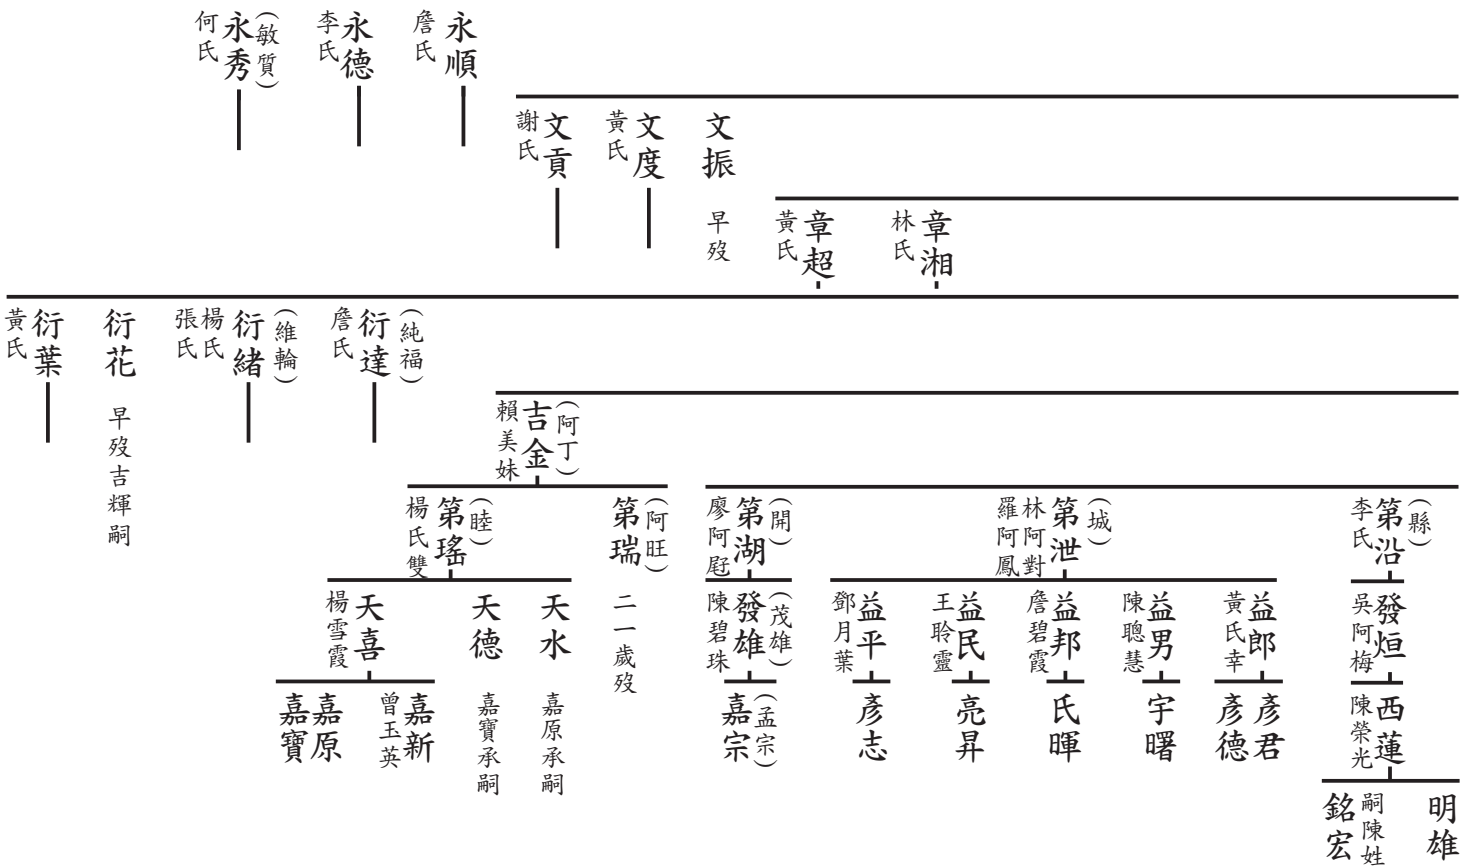 永順
詹氏
永德
李氏
(敏質)
永秀
何氏
文振
早歿
文度
黃氏
文貢
謝氏
章湘
林氏
章超
黃氏
(純福)
衍達
詹氏
(維輪)
衍緒
楊氏
張氏
衍花
早歿吉輝嗣
衍葉
黃氏
(阿丁)
吉金
賴美妹
(縣)
第沿
李氏
(城)
第泄
林阿對
羅阿鳳
(開)
第湖
廖阿屘
(阿旺)
第瑞
二一歲歿
(睦)
第瑤
楊氏雙
發烜
吳阿梅
益郎
黃氏幸
益男
陳聰慧
益邦
詹碧霞
益民
王聆靈
益平
鄧月葉
(茂雄)
發雄
陳碧珠
天水
嘉原承嗣
天德
嘉寶承嗣
天喜
楊雪霞
西蓮
陳榮光
彥君
彥德
宇曙
氏暉
亮昇
彥志
(孟宗)
嘉宗
嘉新
曾玉英
嘉原
嘉寶
明雄
嗣陳姓
銘宏